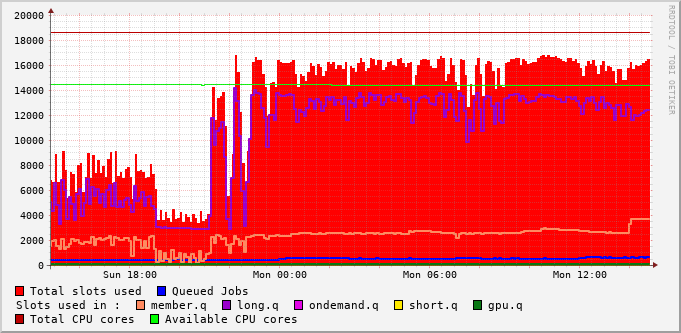 20000
18000
16000
14000
12000
10000
8000
6000
4000
2000
0
RRDTOOL / TOBI OETIKER
Sun 18:00 Mon 00:00 Mon 06:00 Mon 12:00
Total slots used Queued Jobs
Slots used in : member.q long.q ondemand.q short.q gpu.q
Total CPU cores Available CPU cores